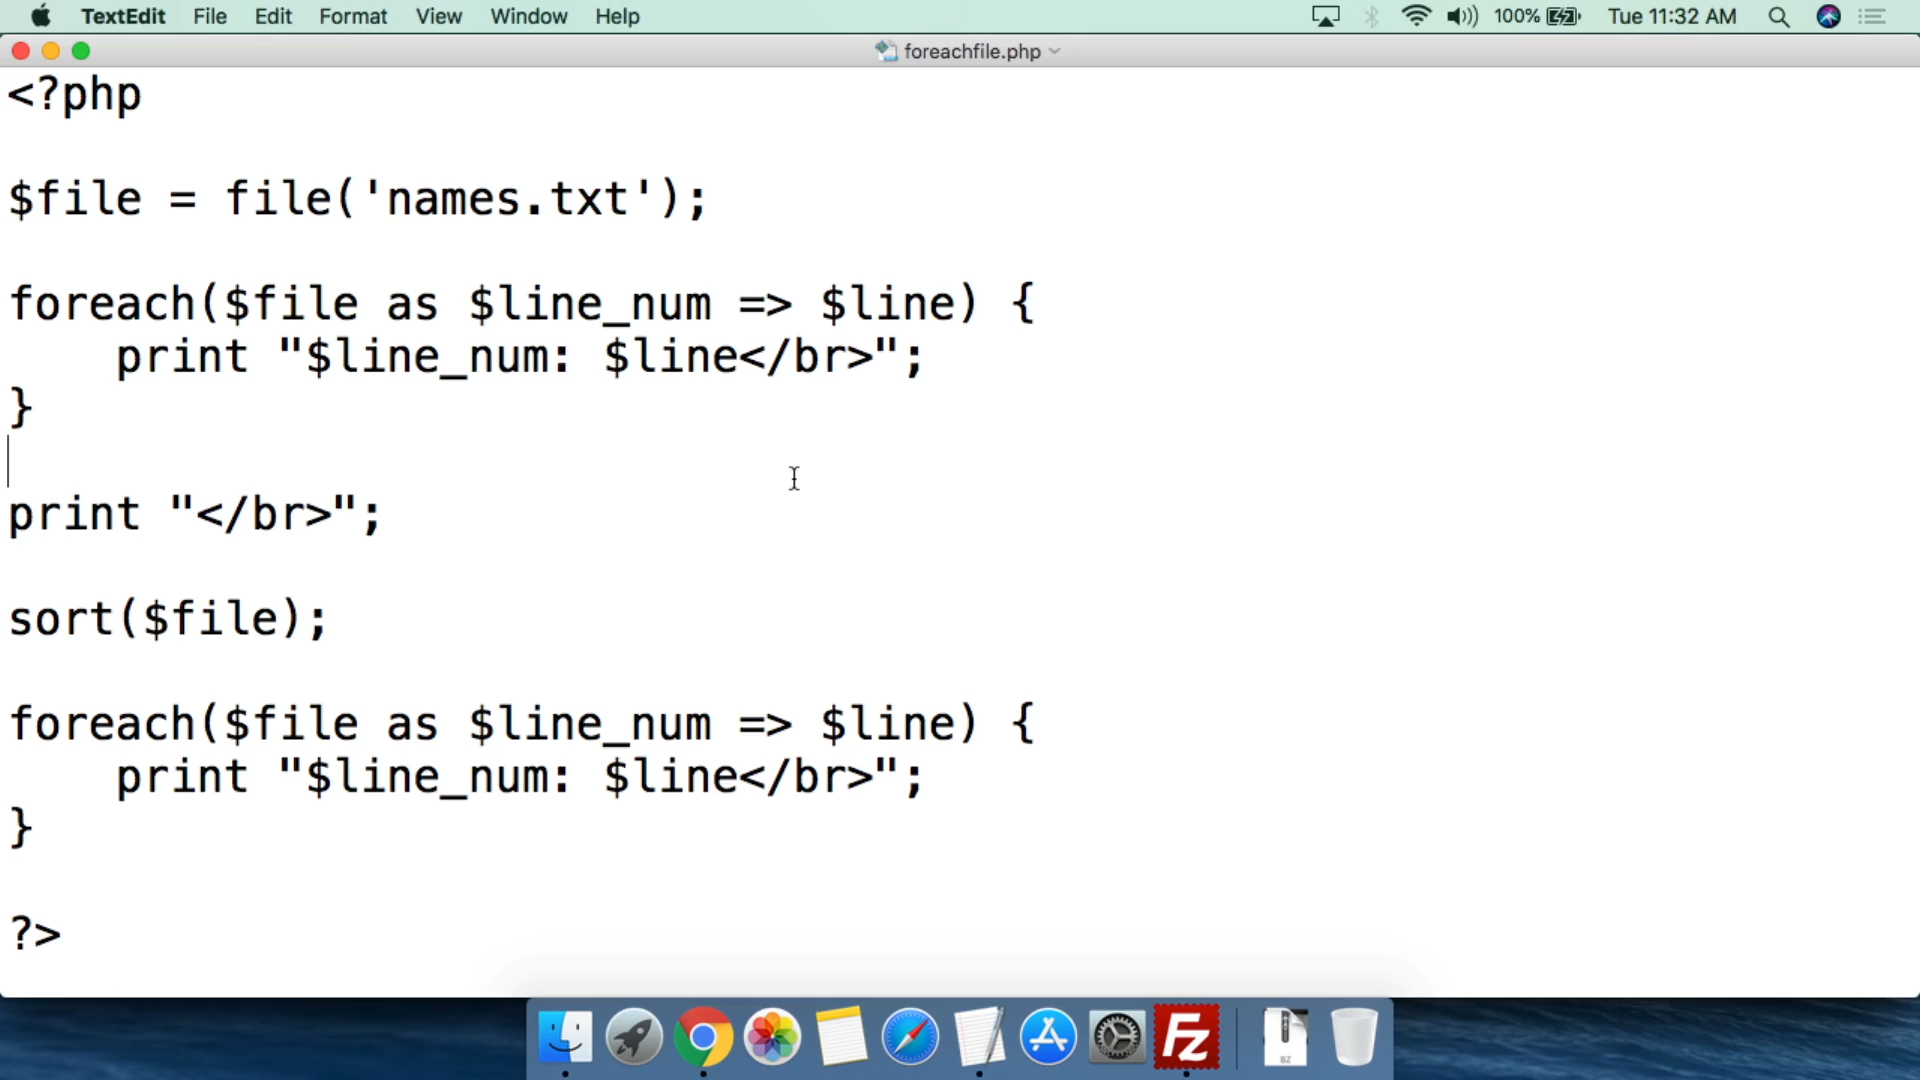 TextEdit File Edit Format View Window Help 100% Tue 11:32 AM
foreachfile.php
<?php
$file = file('names.txt');
foreach($file as $line_num => $line) {
    print "$line_num: $line</br>";
}
print "</br>";
sort($file);
foreach($file as $line_num => $line) {
    print "$line_num: $line</br>";
}
?>
FZ
BZ